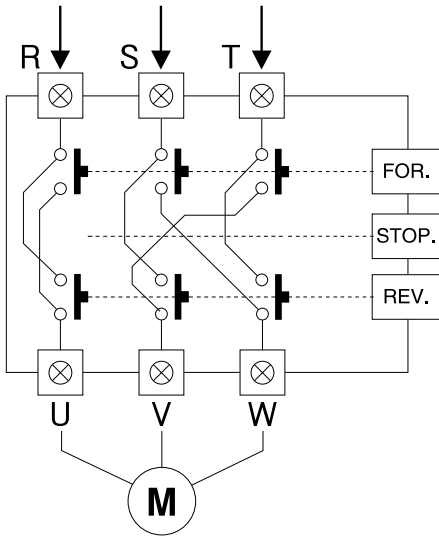 R S T
FOR.
STOP.
REV.
U V W
M